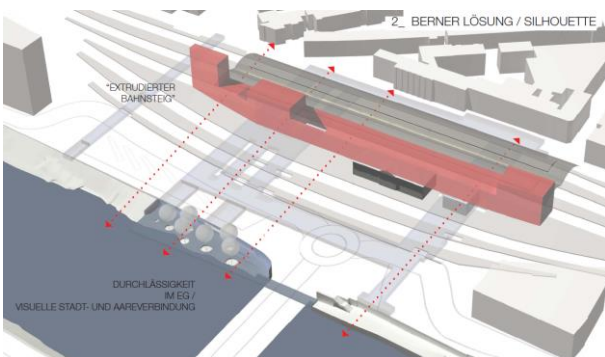 2_ BERNER LÖSUNG / SILHOUETTE
"EXTRUDIERTER
BAHNSTEIG"
DURCHLÄSSIGKEIT
IM EG /
VISUELLE STADT- UND AAREVERBINDUNG